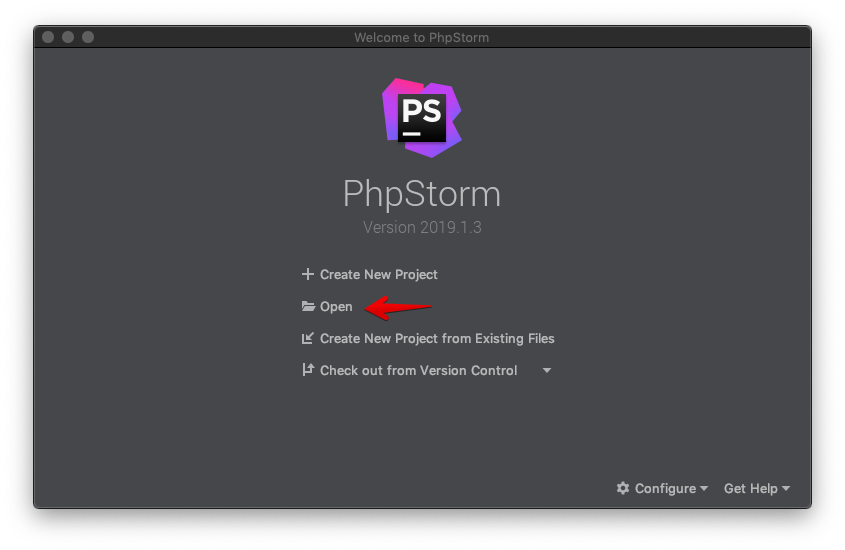 Welcome to PhpStorm
PS
PhpStorm
Version 2019.1.3
Create New Project
Open
Create New Project from Existing Files
Check out from Version Control
Configure
Get Help